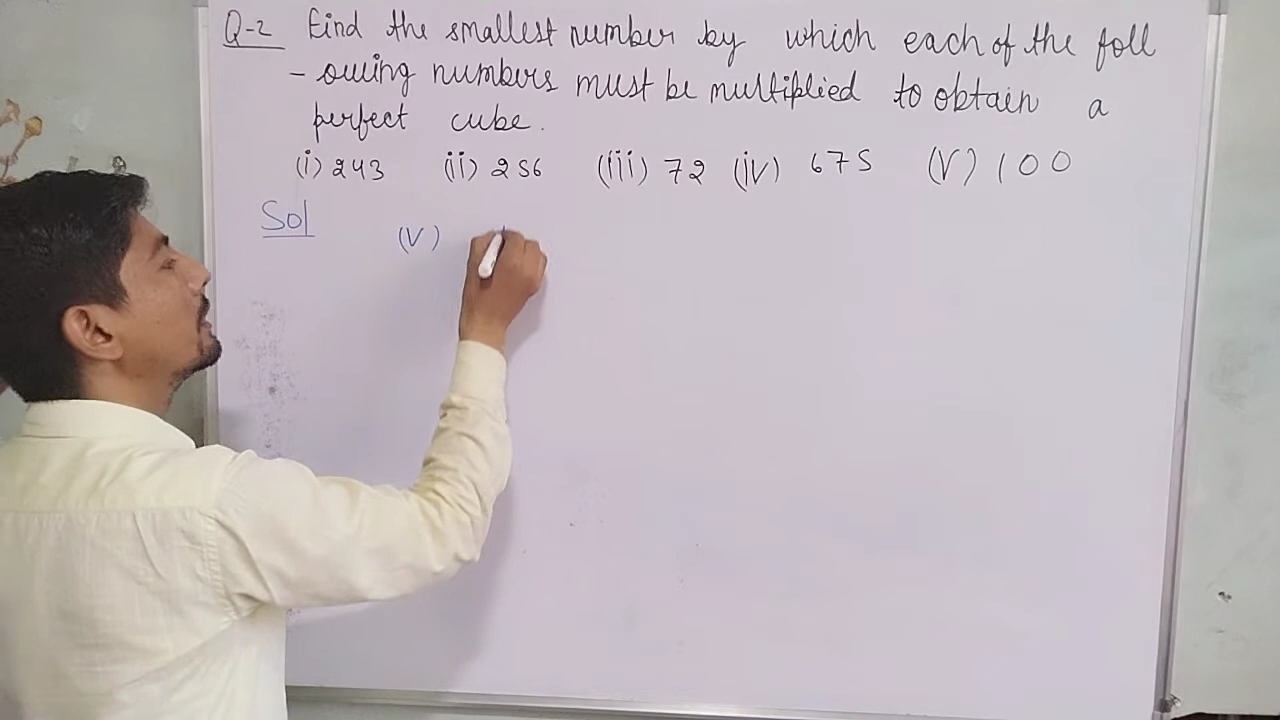 Q-2 Find the smallest number by which each of the foll
- owing numbers must be multiplied to obtain a
perfect cube.
(i) 243 (ii) 256 (iii) 72 (iv) 675 (V) 100
Sol (V)